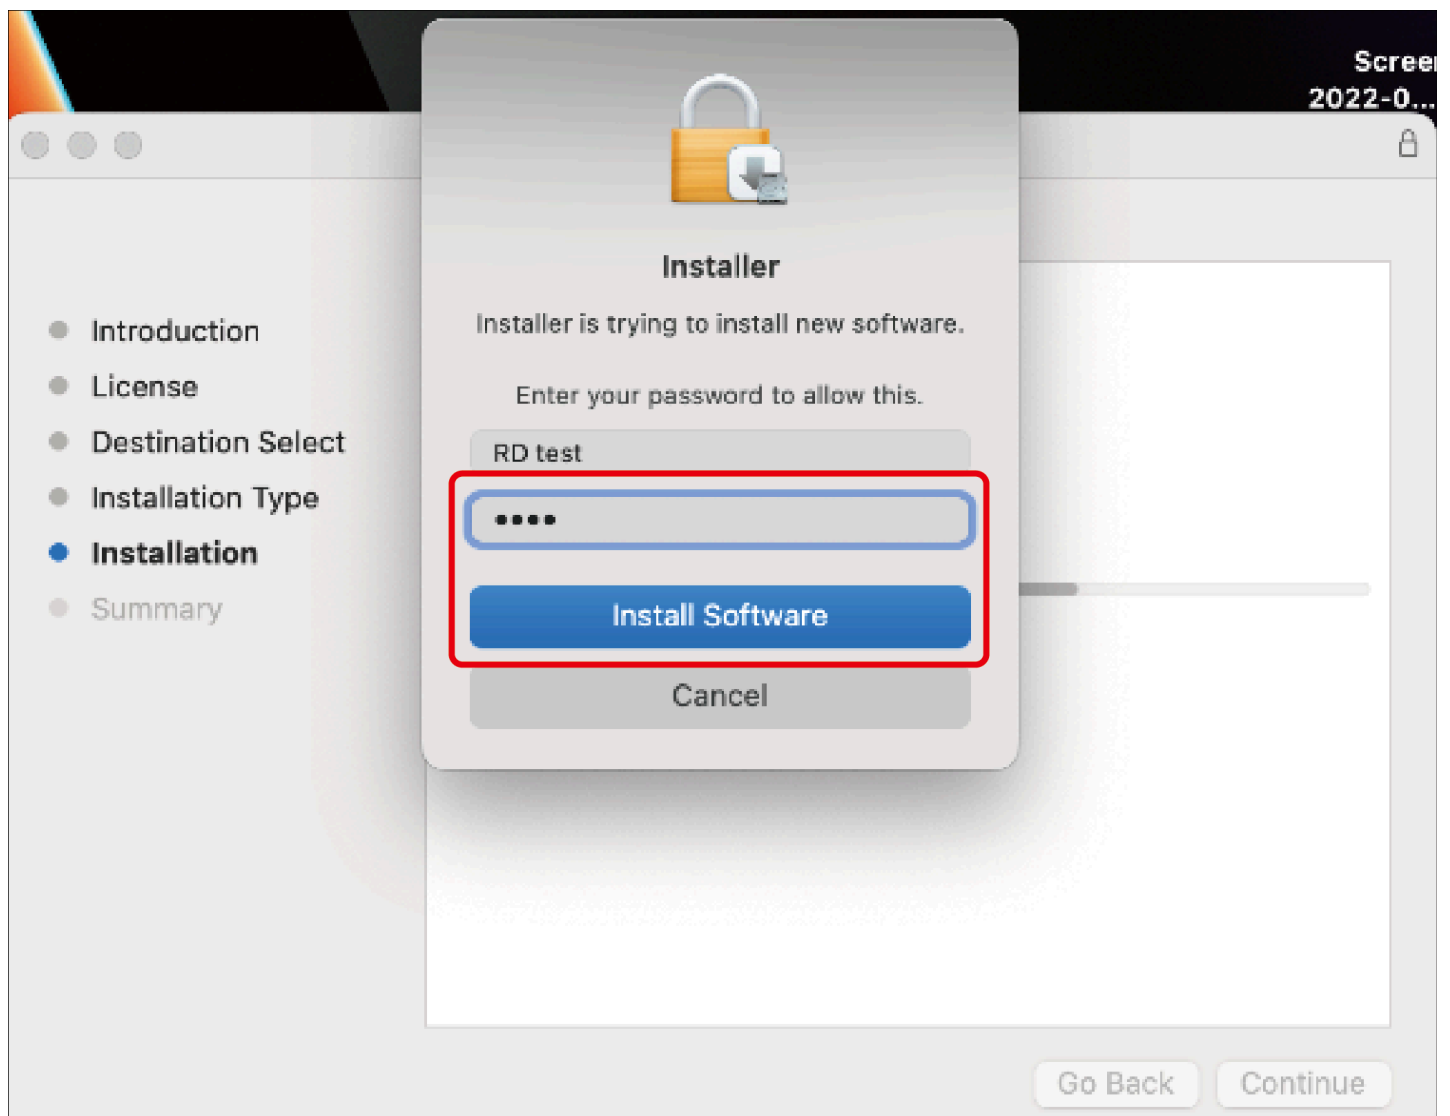 Scree
2022-0...
Installer
Installer is trying to install new software.
Enter your password to allow this.
RD test
••••
Install Software
Cancel
Introduction
License
Destination Select
Installation Type
Installation
Summary
Go Back
Continue